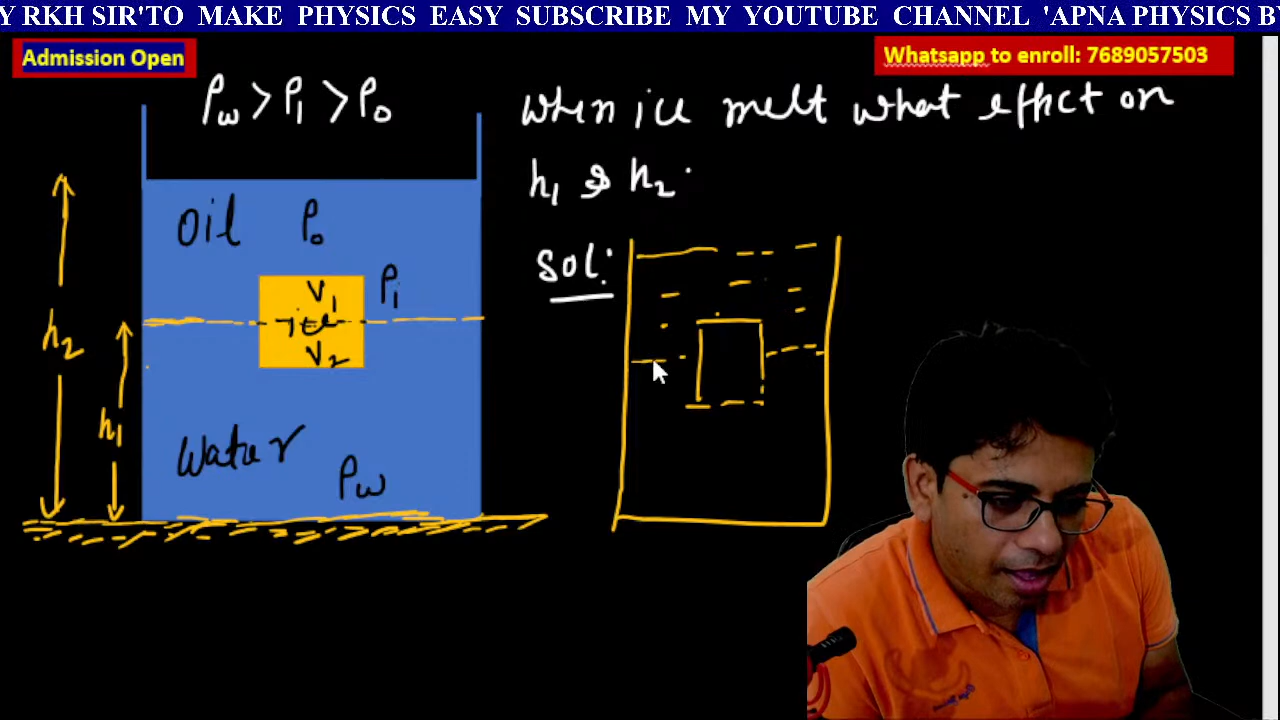 Y RKH SIR'TO MAKE PHYSICS EASY SUBSCRIBE MY YOUTUBE CHANNEL 'APNA PHYSICS B
Admission Open
Whatsapp to enroll: 7689057503
ρw > ρ1 > ρ0
When ice melt what effect on
h1 & h2.
Sol:
Oil ρ0
V1
ρ1
ice
V2
h2
h1
Water
ρw